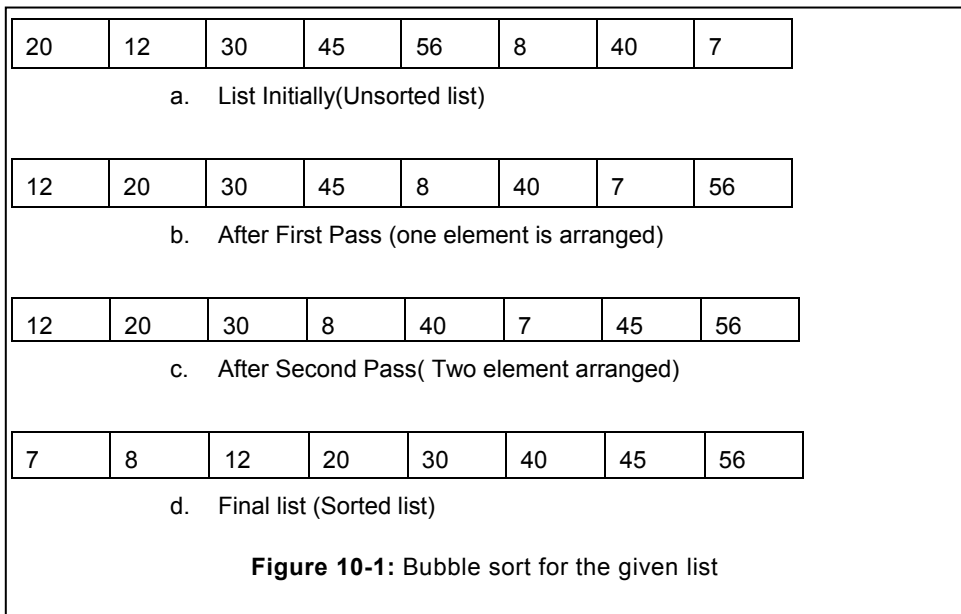 20 12 30 45 56 8 40 7
a. List Initially(Unsorted list)
12 20 30 45 8 40 7 56
b. After First Pass (one element is arranged)
12 20 30 8 40 7 45 56
c. After Second Pass( Two element arranged)
7 8 12 20 30 40 45 56
d. Final list (Sorted list)
Figure 10-1: Bubble sort for the given list